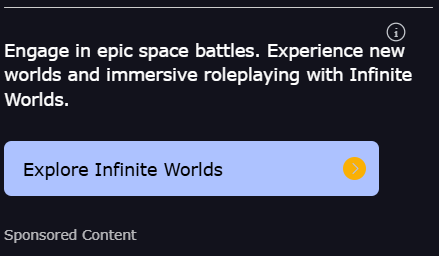 Engage in epic space battles. Experience new
worlds and immersive roleplaying with Infinite
Worlds.
Explore Infinite Worlds
Sponsored Content